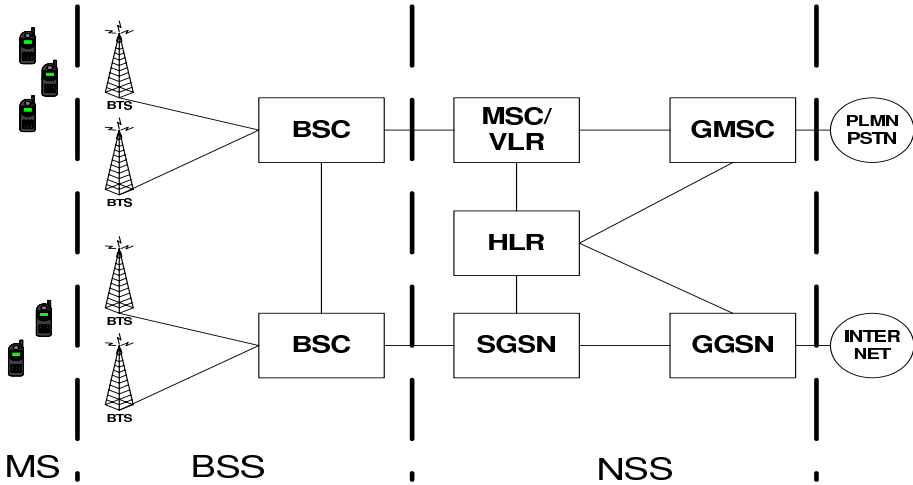 BTS
BSC
MSC/
VLR
GMSC
PLMN
PSTN
BTS
HLR
BTS
BSC
SGSN
GGSN
INTER
NET
BTS
MS
BSS
NSS